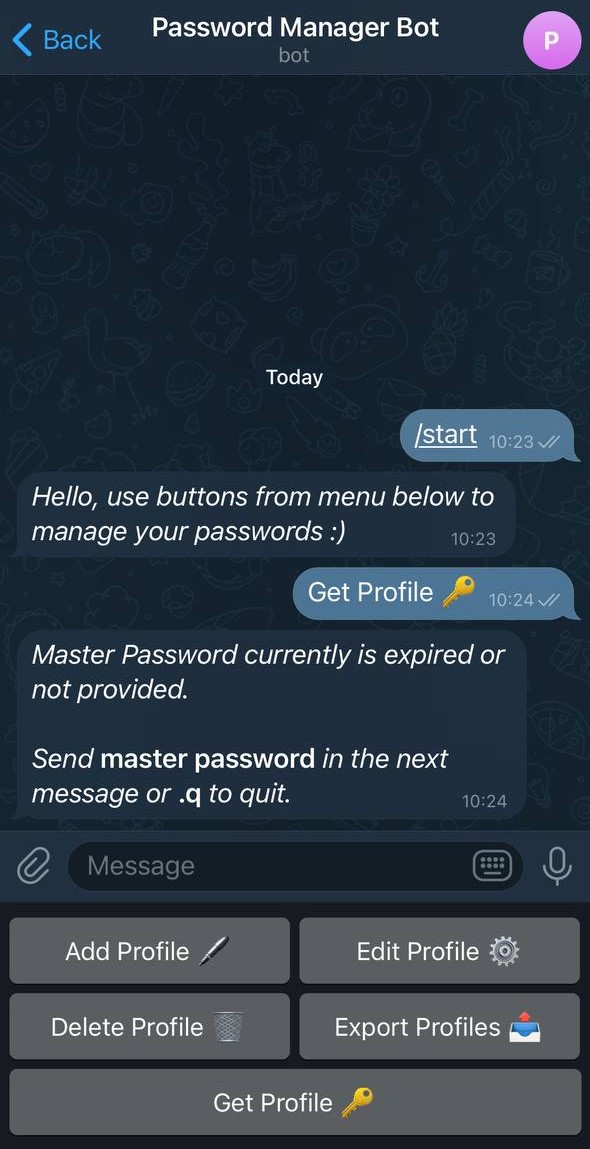 Back
Password Manager Bot
bot
P
Today
/start 10:23
Hello, use buttons from menu below to
manage your passwords :) 10:23
Get Profile 🔑 10:24
Master Password currently is expired or
not provided.
Send master password in the next
message or .q to quit. 10:24
Message
Add Profile 🖋️
Edit Profile ⚙️
Delete Profile 🗑️
Export Profiles 📤
Get Profile 🔑